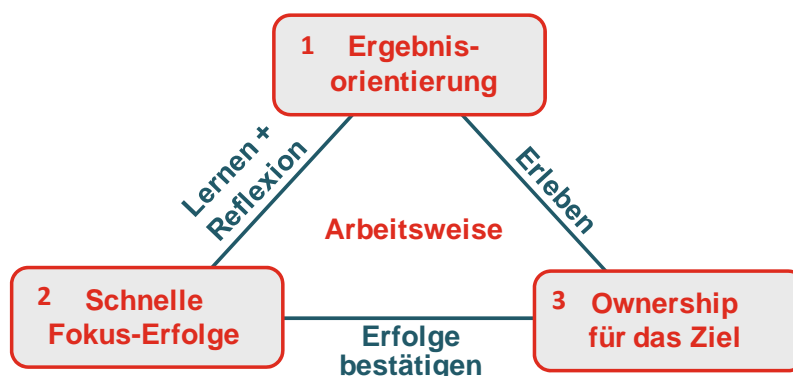 1 Ergebnis-
orientierung
Lernen +
Reflexion
Erleben
Arbeitsweise
2 Schnelle
Fokus-Erfolge
3 Ownership
für das Ziel
Erfolge
bestätigen